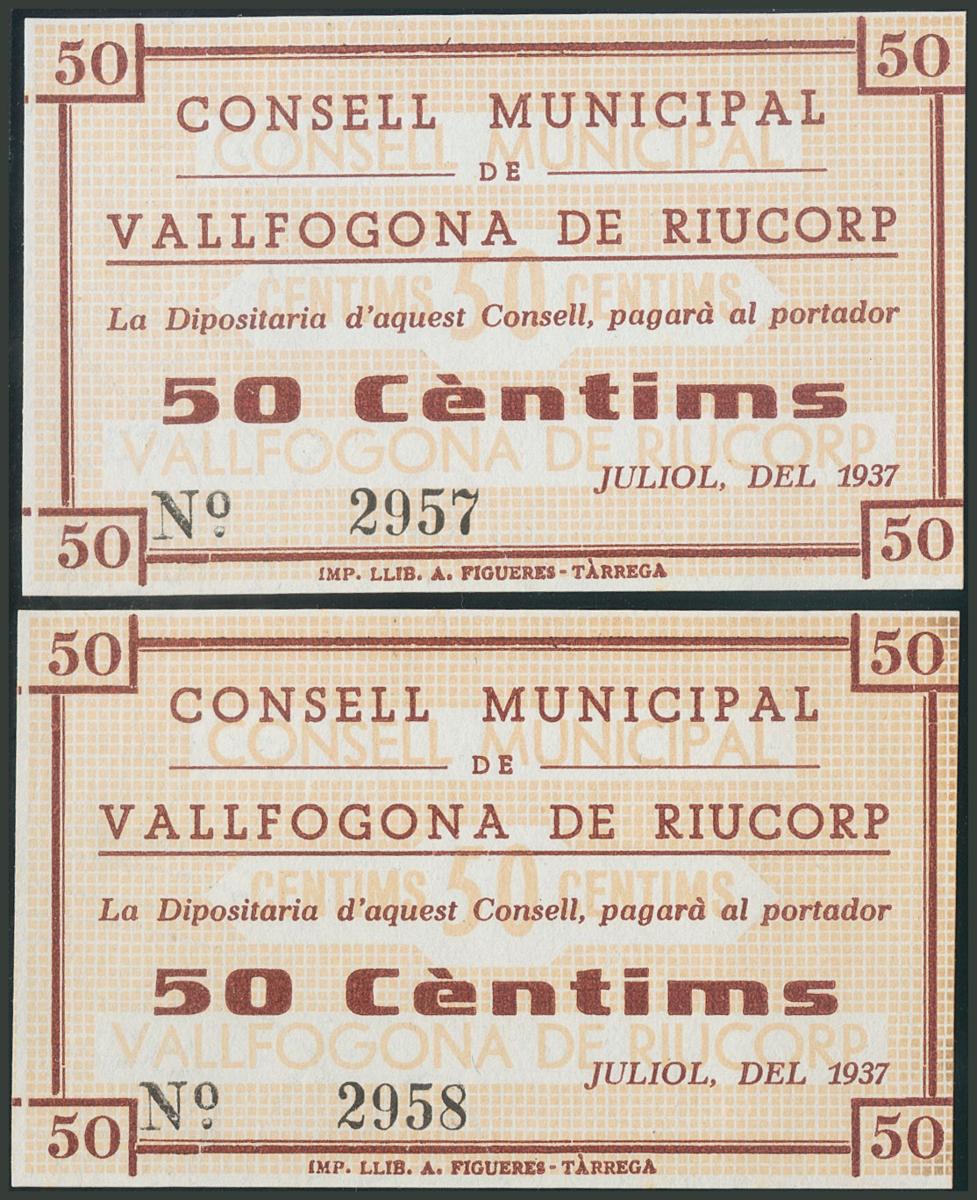 50 50
CONSELL MUNICIPAL
CONSELL MUNICIPAL
DE
VALLFOGONA DE RIUCORP
CENTIMS 50 CENTIMS
La Dipositaria d'aquest Consell, pagarà al portador
50 Cèntims
VALLFOGONA DE RIUCORP
JULIOL, DEL 1937
Nº 2957
50 50
IMP. LLIB. A. FIGUERES - TÀRREGA
50 50
CONSELL MUNICIPAL
CONSELL MUNICIPAL
DE
VALLFOGONA DE RIUCORP
CENTIMS 50 CENTIMS
La Dipositaria d'aquest Consell, pagarà al portador
50 Cèntims
VALLFOGONA DE RIUCORP
JULIOL, DEL 1937
Nº 2958
50 50
IMP. LLIB. A. FIGUERES - TÀRREGA